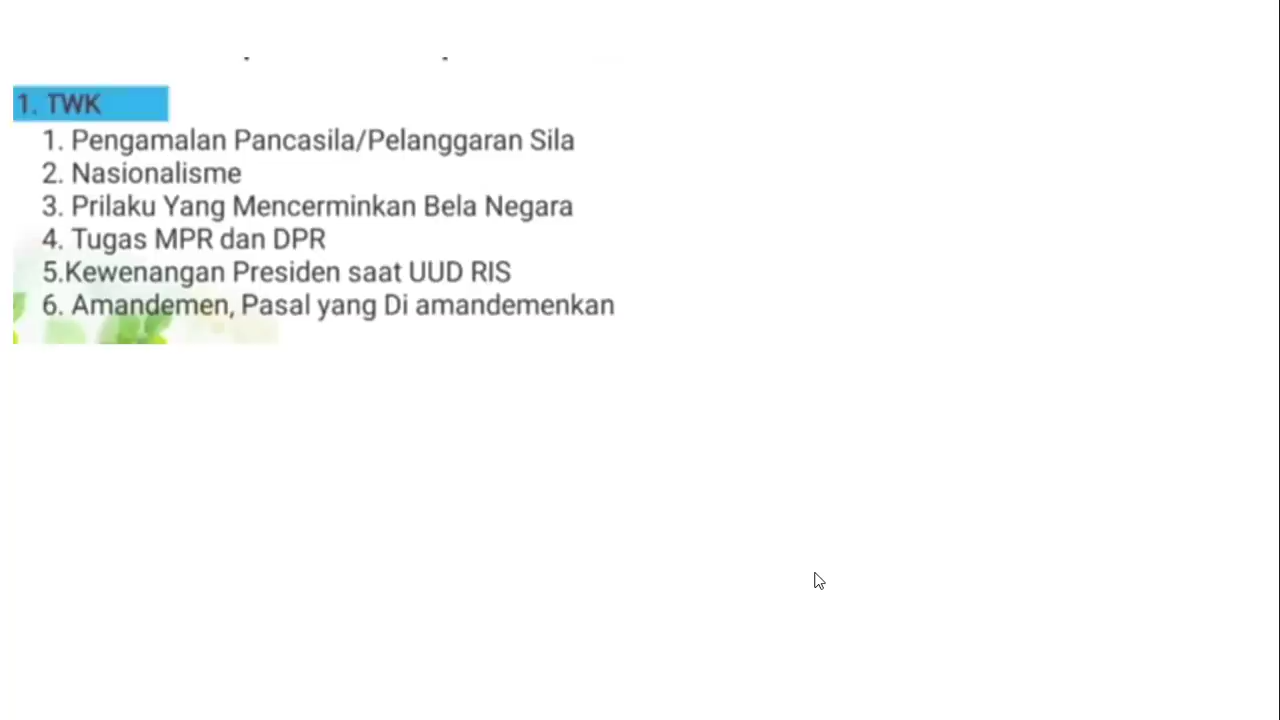 1. TWK
1. Pengamalan Pancasila/Pelanggaran Sila
2. Nasionalisme
3. Prilaku Yang Mencerminkan Bela Negara
4. Tugas MPR dan DPR
5.Kewenangan Presiden saat UUD RIS
6. Amandemen, Pasal yang Di amandemenkan